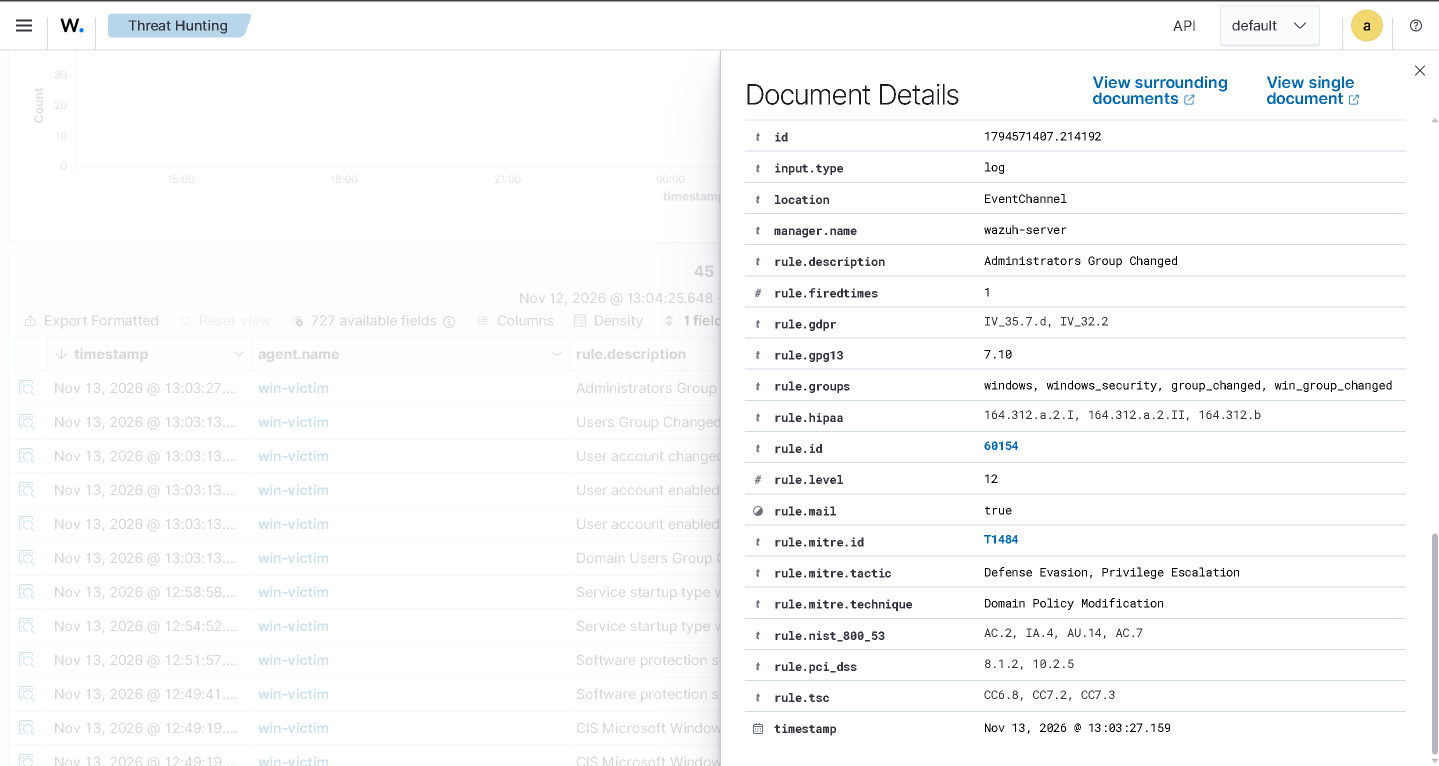 W. Threat Hunting API default a
Document Details View surrounding documents View single document
30
20
10
0
Count
15:00 18:00 21:00 00:00
timestamp
45
Nov 12, 2026 @ 13:04:25.648 -
Export Formatted Reset view 727 available fields Columns Density 1
timestamp agent.name rule.description
Nov 13, 2026 @ 13:03:27.... win-victim Administrators Group
Nov 13, 2026 @ 13:03:13.... win-victim Users Group Changed
Nov 13, 2026 @ 13:03:13.... win-victim User account changed
Nov 13, 2026 @ 13:03:13.... win-victim User account enabled
Nov 13, 2026 @ 13:03:13.... win-victim User account enabled
Nov 13, 2026 @ 13:03:13.... win-victim Domain Users Group
Nov 13, 2026 @ 12:58:58.... win-victim Service startup type
Nov 13, 2026 @ 12:54:52.... win-victim Service startup type
Nov 13, 2026 @ 12:51:57.... win-victim Software protection
Nov 13, 2026 @ 12:49:41.... win-victim Software protection
Nov 13, 2026 @ 12:49:19.... win-victim CIS Microsoft Window
Nov 13, 2026 @ 12:49:19.... win-victim CIS Microsoft Window
t id 1794571407.214192
t input.type log
t location EventChannel
t manager.name wazuh-server
t rule.description Administrators Group Changed
# rule.firedtimes 1
t rule.gdpr IV_35.7.d, IV_32.2
t rule.gpg13 7.10
t rule.groups windows, windows_security, group_changed, win_group_changed
t rule.hipaa 164.312.a.2.I, 164.312.a.2.II, 164.312.b
t rule.id 60154
# rule.level 12
rule.mail true
t rule.mitre.id T1484
t rule.mitre.tactic Defense Evasion, Privilege Escalation
t rule.mitre.technique Domain Policy Modification
t rule.nist_800_53 AC.2, IA.4, AU.14, AC.7
t rule.pci_dss 8.1.2, 10.2.5
t rule.tsc CC6.8, CC7.2, CC7.3
timestamp Nov 13, 2026 @ 13:03:27.159